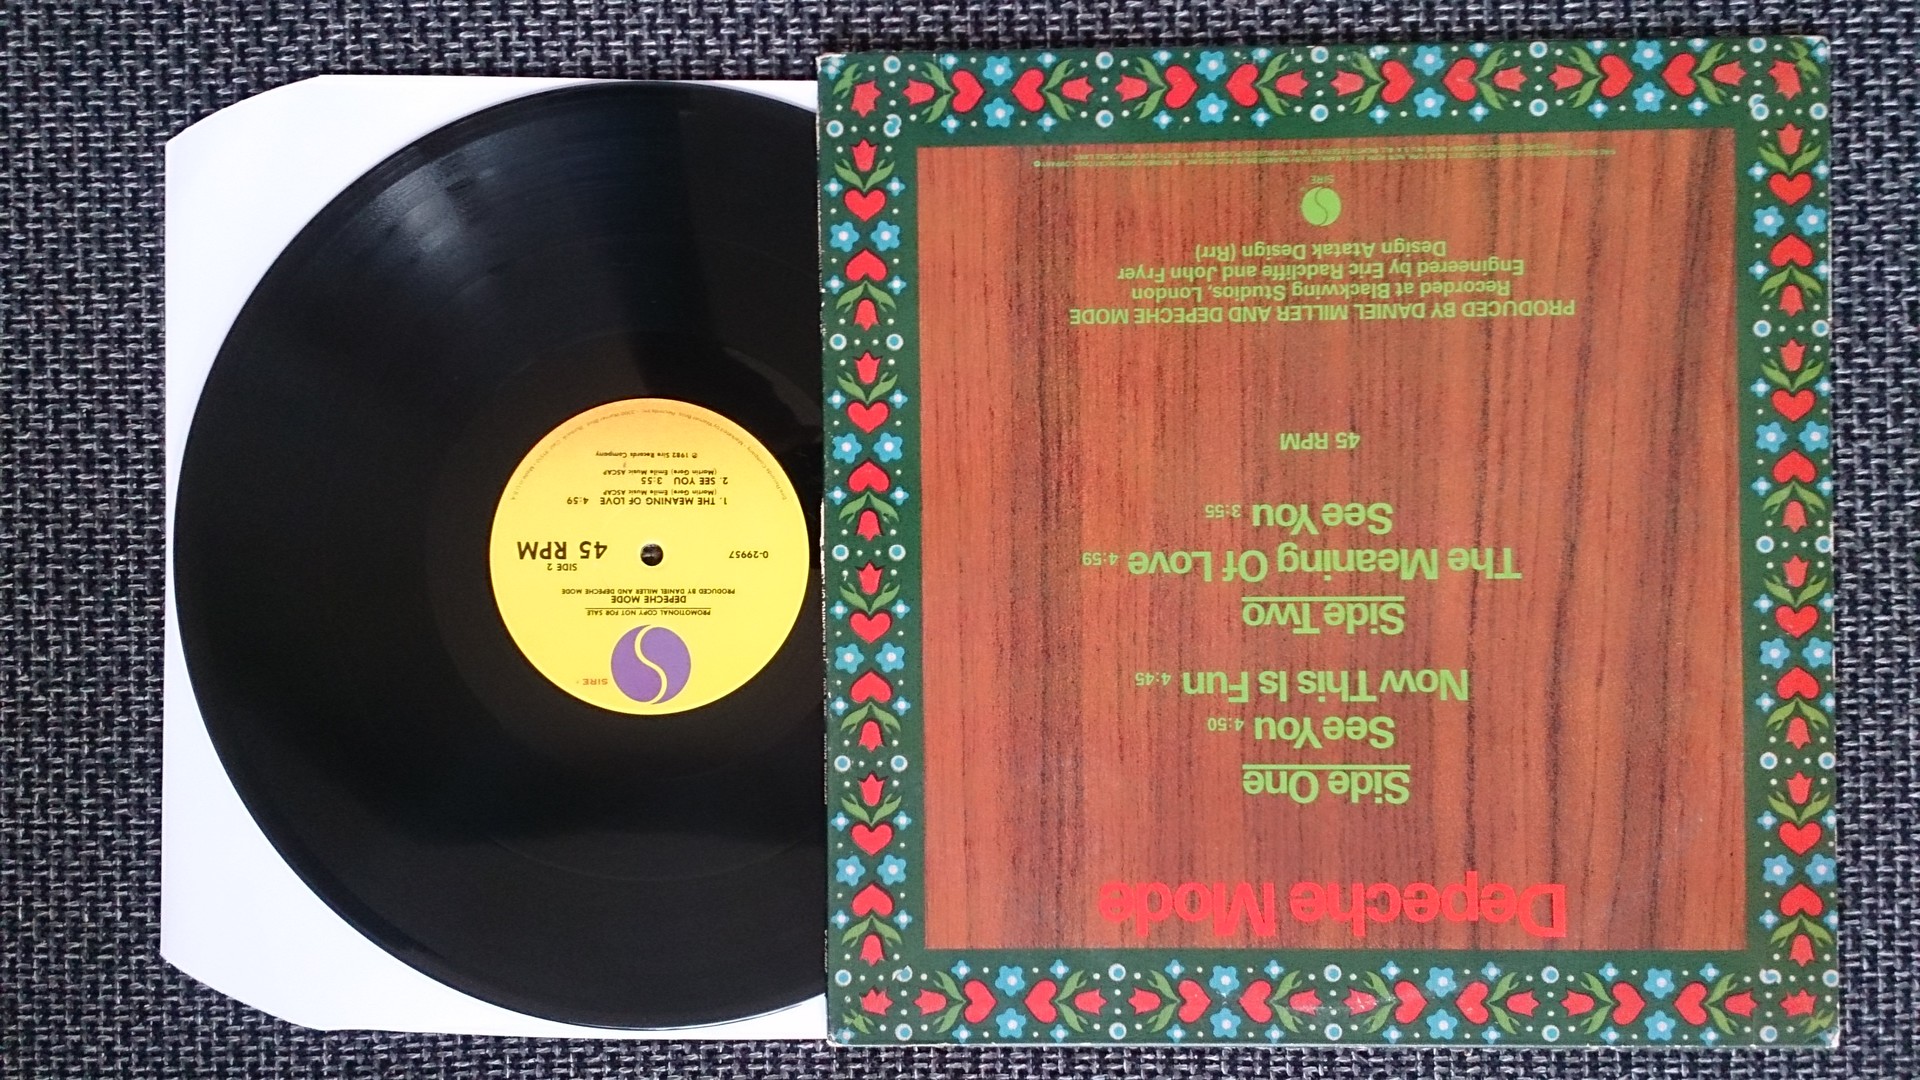 Depeche Mode
Side One
See You 4:50
Now This Is Fun 4:45
Side Two
The Meaning Of Love 4:59
See You 3:55
45 RPM
PRODUCED BY DANIEL MILLER AND DEPECHE MODE
Recorded at Blackwing Studios, London
Engineered by Eric Radcliffe and John Fryer
Design Atatak Design (Rrr)
SIRE
SIRE
PROMOTIONAL COPY NOT FOR SALE
DEPECHE MODE
PRODUCED BY DANIEL MILLER AND DEPECHE MODE
SIDE 2
0-29957 45 RPM
1. THE MEANING OF LOVE 4:59
(Martin Gore) Emile Music ASCAP
2. SEE YOU 3:55
(Martin Gore) Emile Music ASCAP
℗ 1982 Sire Records Company